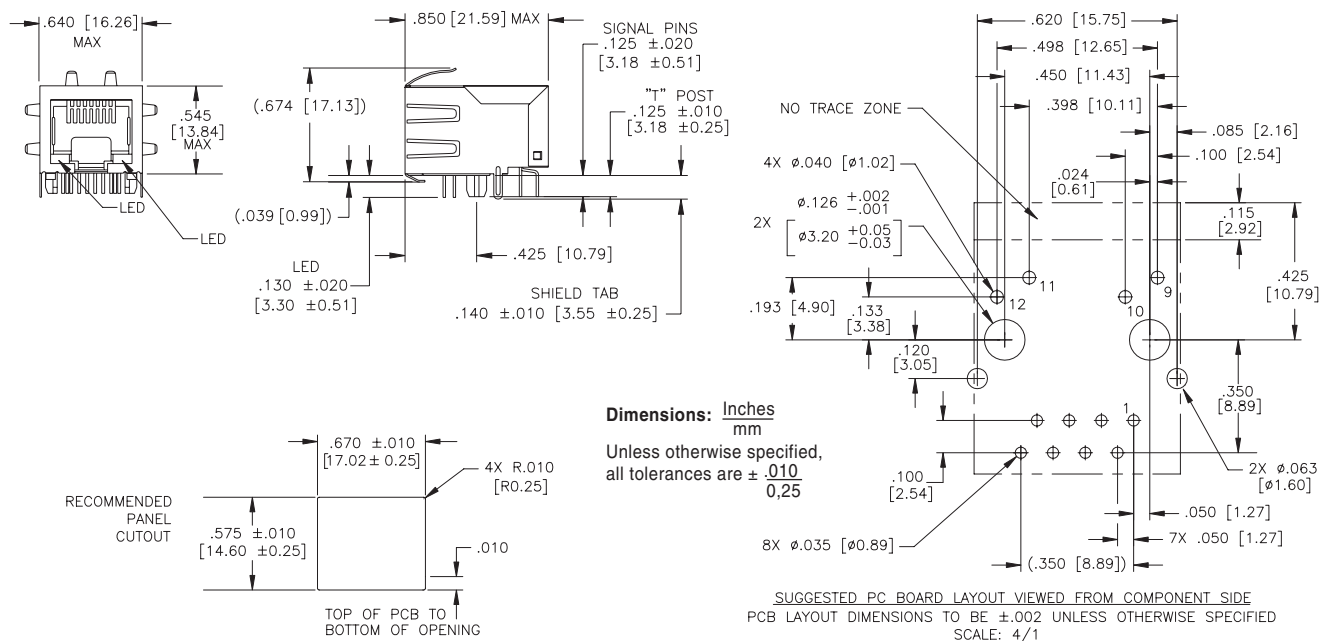 .640 [16.26]
MAX
.545
[13.84]
MAX
LED
LED
.850 [21.59] MAX
SIGNAL PINS
.125 ±.020
[3.18 ±0.51]
(.674 [17.13])
"T" POST
.125 ±.010
[3.18 ±0.25]
(.039 [0.99])
LED
.130 ±.020
[3.30 ±0.51]
.425 [10.79]
SHIELD TAB
.140 ±.010 [3.55 ±0.25]
.620 [15.75]
.498 [12.65]
.450 [11.43]
.398 [10.11]
NO TRACE ZONE
.085 [2.16]
4X ø.040 [ø1.02]
.100 [2.54]
.024
[0.61]
ø.126 +.002
-.001
2X
[ø3.20 +0.05
-0.03]
.115
[2.92]
.425
[10.79]
11
9
12
10
.193 [4.90]
.133
[3.38]
.120
[3.05]
.350
[8.89]
1
.100
[2.54]
2X ø.063
[ø1.60]
.050 [1.27]
8X ø.035 [ø0.89]
7X .050 [1.27]
(.350 [8.89])
SUGGESTED PC BOARD LAYOUT VIEWED FROM COMPONENT SIDE
PCB LAYOUT DIMENSIONS TO BE ±.002 UNLESS OTHERWISE SPECIFIED
SCALE: 4/1
Dimensions: Inches
mm
Unless otherwise specified,
all tolerances are ± .010
0,25
.670 ±.010
[17.02± 0.25]
4X R.010
[R0.25]
RECOMMENDED
PANEL
CUTOUT
.575 ±.010
[14.60 ±0.25]
.010
TOP OF PCB TO
BOTTOM OF OPENING